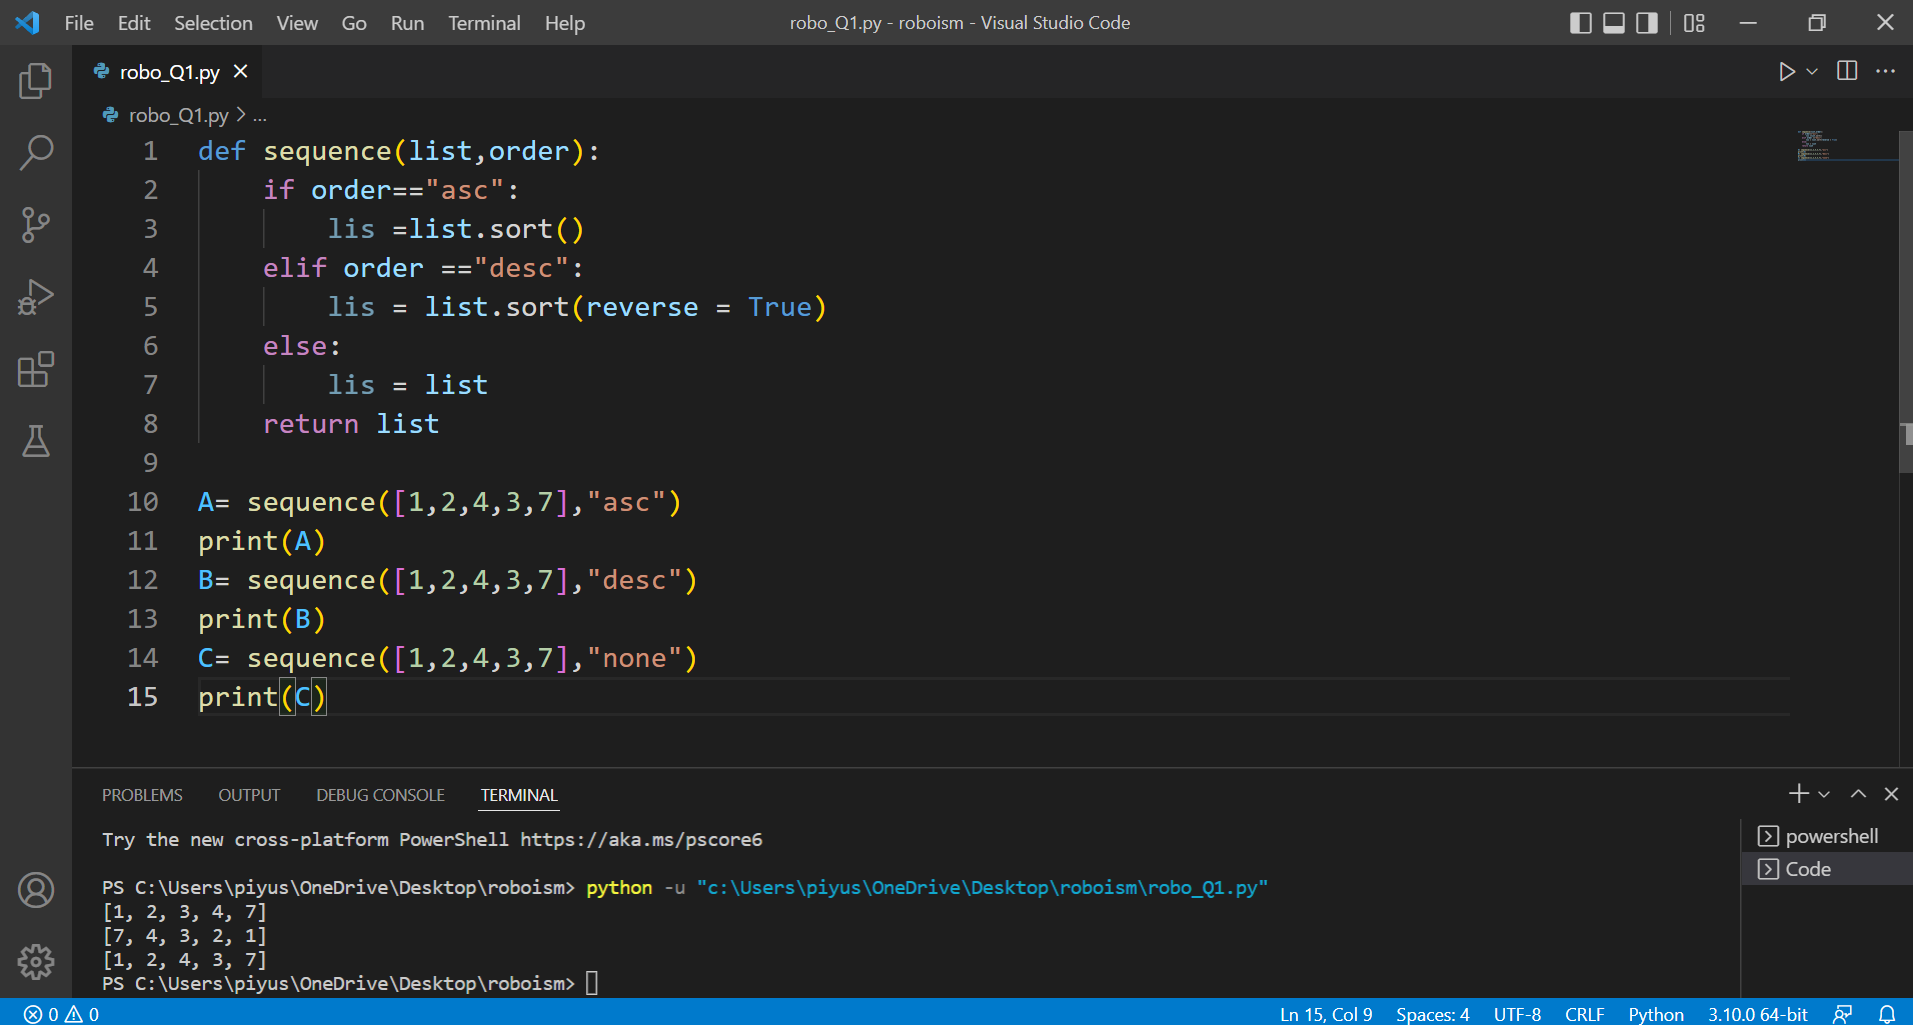 File Edit Selection View Go Run Terminal Help robo_Q1.py - roboism - Visual Studio Code
robo_Q1.py
robo_Q1.py > ...
1 def sequence(list,order):
2     if order=="asc":
3         lis =list.sort()
4     elif order =="desc":
5         lis = list.sort(reverse = True)
6     else:
7         lis = list
8     return list
9
10 A= sequence([1,2,4,3,7],"asc")
11 print(A)
12 B= sequence([1,2,4,3,7],"desc")
13 print(B)
14 C= sequence([1,2,4,3,7],"none")
15 print(C)
PROBLEMS OUTPUT DEBUG CONSOLE TERMINAL
Try the new cross-platform PowerShell https://aka.ms/pscore6
PS C:\Users\piyus\OneDrive\Desktop\roboism> python -u "c:\Users\piyus\OneDrive\Desktop\roboism\robo_Q1.py"
[1, 2, 3, 4, 7]
[7, 4, 3, 2, 1]
[1, 2, 4, 3, 7]
PS C:\Users\piyus\OneDrive\Desktop\roboism>
powershell
Code
0 0 Ln 15, Col 9 Spaces: 4 UTF-8 CRLF Python 3.10.0 64-bit